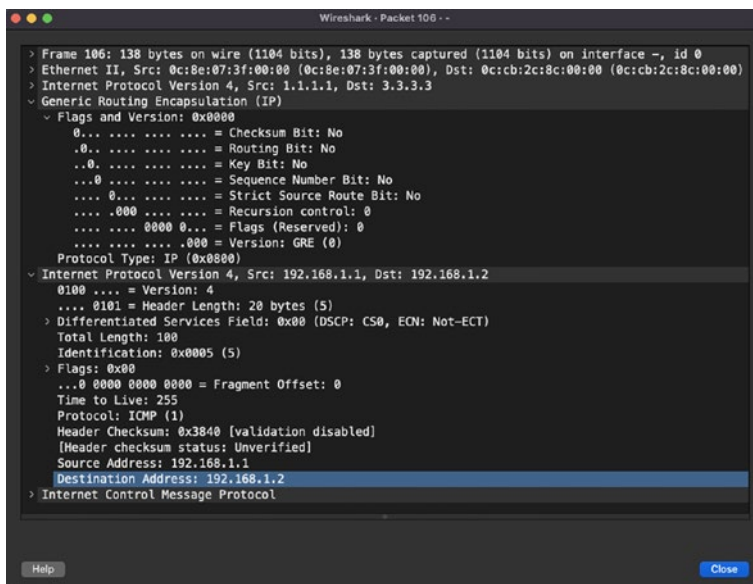 Wireshark · Packet 106 · -
Frame 106: 138 bytes on wire (1104 bits), 138 bytes captured (1104 bits) on interface -, id 0
Ethernet II, Src: 0c:8e:07:3f:00:00 (0c:8e:07:3f:00:00), Dst: 0c:cb:2c:8c:00:00 (0c:cb:2c:8c:00:00)
Internet Protocol Version 4, Src: 1.1.1.1, Dst: 3.3.3.3
Generic Routing Encapsulation (IP)
Flags and Version: 0x0000
0... .... .... .... = Checksum Bit: No
.0.. .... .... .... = Routing Bit: No
..0. .... .... .... = Key Bit: No
...0 .... .... .... = Sequence Number Bit: No
.... 0... .... .... = Strict Source Route Bit: No
.... .000 .... .... = Recursion control: 0
.... .... 0000 0... = Flags (Reserved): 0
.... .... .... .000 = Version: GRE (0)
Protocol Type: IP (0x0800)
Internet Protocol Version 4, Src: 192.168.1.1, Dst: 192.168.1.2
0100 .... = Version: 4
.... 0101 = Header Length: 20 bytes (5)
Differentiated Services Field: 0x00 (DSCP: CS0, ECN: Not-ECT)
Total Length: 100
Identification: 0x0005 (5)
Flags: 0x00
...0 0000 0000 0000 = Fragment Offset: 0
Time to Live: 255
Protocol: ICMP (1)
Header Checksum: 0x3840 [validation disabled]
[Header checksum status: Unverified]
Source Address: 192.168.1.1
Destination Address: 192.168.1.2
Internet Control Message Protocol
Help
Close